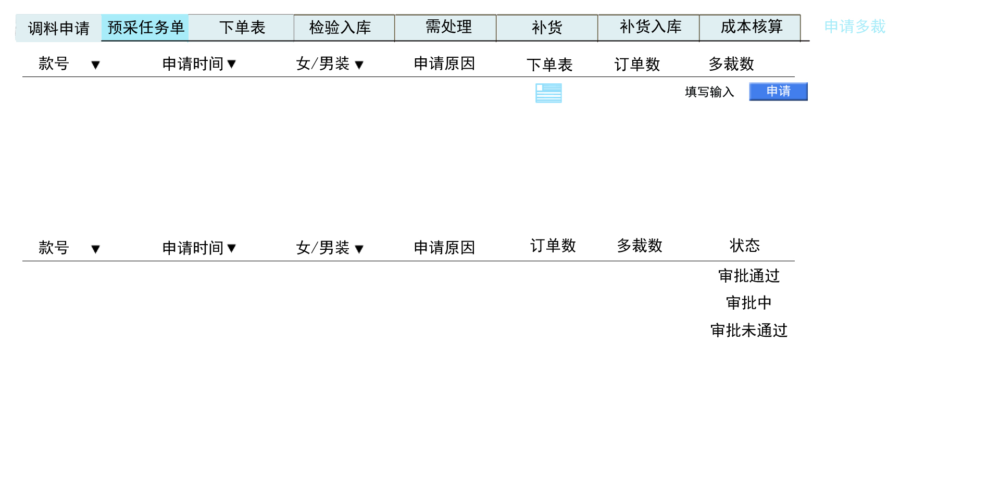 调料申请 预采任务单 下单表 检验入库 需处理 补货 补货入库 成本核算 申请多裁
款号 ▼ 申请时间▼ 女/男装 ▼ 申请原因 下单表 订单数 多裁数
填写输入 申请
款号 ▼ 申请时间▼ 女/男装 ▼ 申请原因 订单数 多裁数 状态
审批通过
审批中
审批未通过